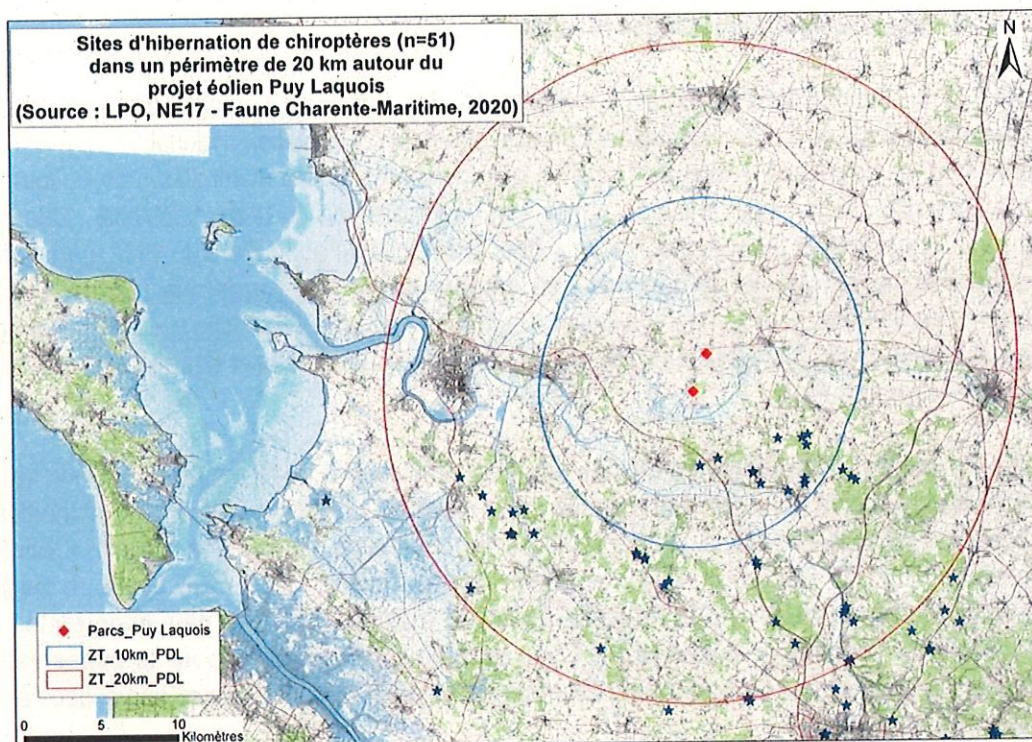 Sites d'hibernation de chiroptères (n=51)
dans un périmètre de 20 km autour du
projet éolien Puy Laquois
(Source : LPO, NE17 - Faune Charente-Maritime, 2020)
N
Parcs_Puy Laquois
ZT_10km_PDL
ZT_20km_PDL
0 5 10
Kilomètres